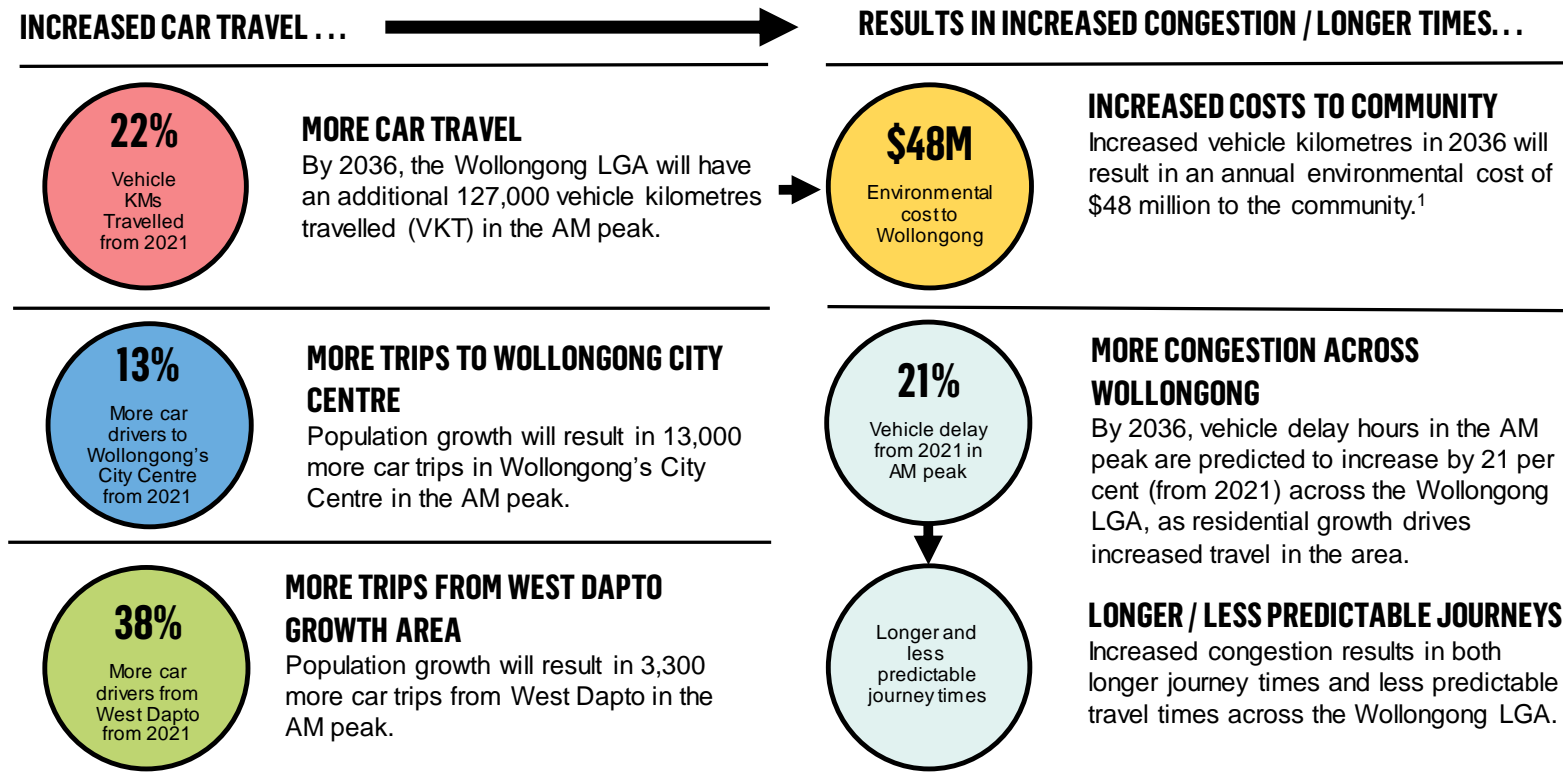 INCREASED CAR TRAVEL ...
RESULTS IN INCREASED CONGESTION / LONGER TIMES...
22%
Vehicle
KMs
Travelled
from 2021
MORE CAR TRAVEL
By 2036, the Wollongong LGA will have
an additional 127,000 vehicle kilometres
travelled (VKT) in the AM peak.
$48M
Environmental
cost to
Wollongong
INCREASED COSTS TO COMMUNITY
Increased vehicle kilometres in 2036 will
result in an annual environmental cost of
$48 million to the community.¹
13%
More car
drivers to
Wollongong’s
City Centre
from 2021
MORE TRIPS TO WOLLONGONG CITY
CENTRE
Population growth will result in 13,000
more car trips in Wollongong’s City
Centre in the AM peak.
21%
Vehicle delay
from 2021 in
AM peak
MORE CONGESTION ACROSS
WOLLONGONG
By 2036, vehicle delay hours in the AM
peak are predicted to increase by 21 per
cent (from 2021) across the Wollongong
LGA, as residential growth drives
increased travel in the area.
38%
More car
drivers from
West Dapto
from 2021
MORE TRIPS FROM WEST DAPTO
GROWTH AREA
Population growth will result in 3,300
more car trips from West Dapto in the
AM peak.
Longer and
less
predictable
journey times
LONGER / LESS PREDICTABLE JOURNEYS
Increased congestion results in both
longer journey times and less predictable
travel times across the Wollongong LGA.